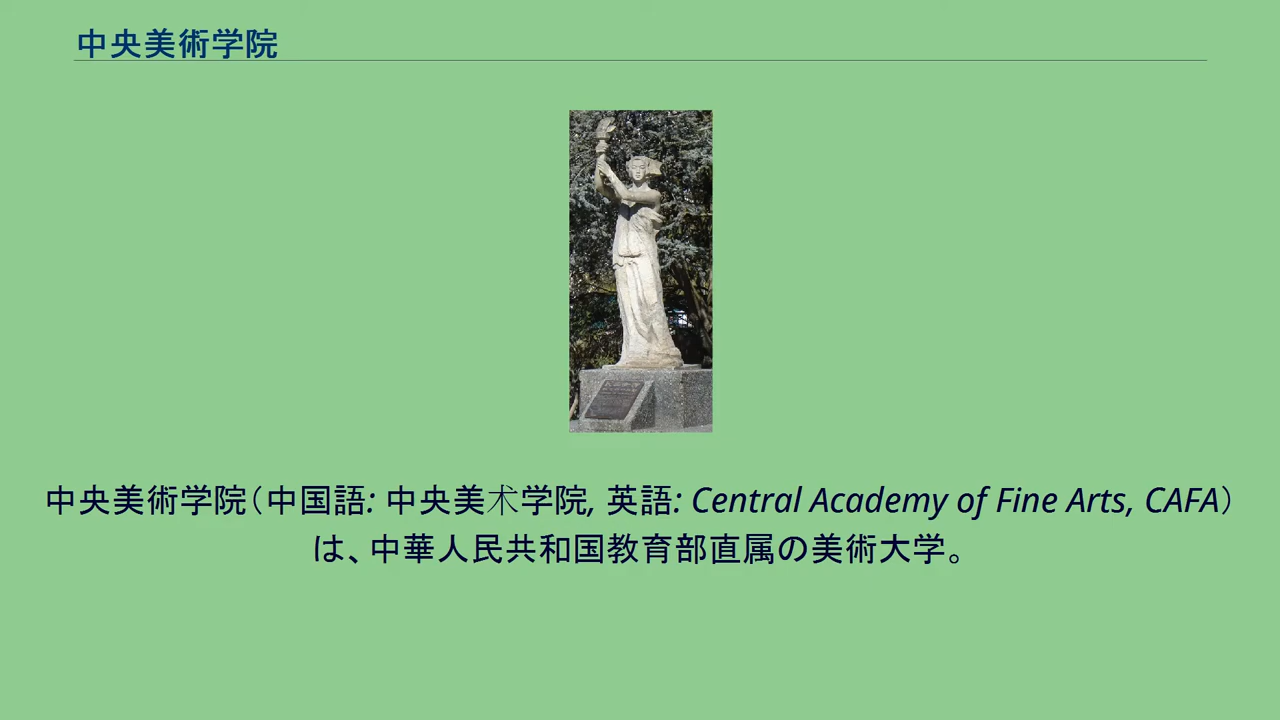 中央美術学院
中央美術学院（中国語: 中央美术学院, 英語: Central Academy of Fine Arts, CAFA）
は、中華人民共和国教育部直属の美術大学。